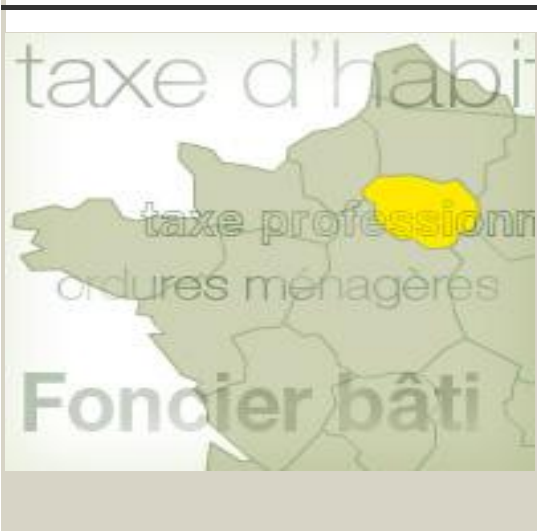 taxe d'habit
taxe professionn
ordures ménagères
Foncier bâti